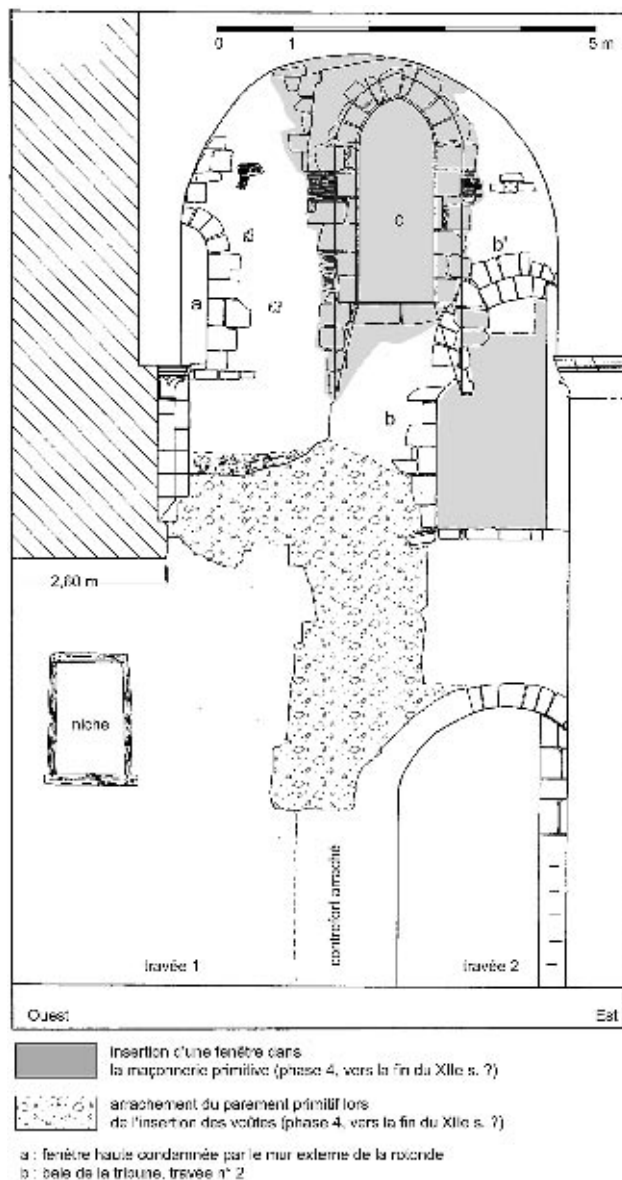 0 1 5 m
c
b'
a
b
2,60 m
niche
contrefort arraché
travée 1
travée 2
Ouest
Est
insertion d'une fenêtre dans
la maçonnerie primitive (phase 4, vers la fin du XIIe s. ?)
arrachement du parement primitif lors
de l'insertion des voûtes (phase 4, vers la fin du XIIe s. ?)
a : fenêtre haute condamnée par le mur externe de la rotonde
b : baie de la tribune, travée n° 2